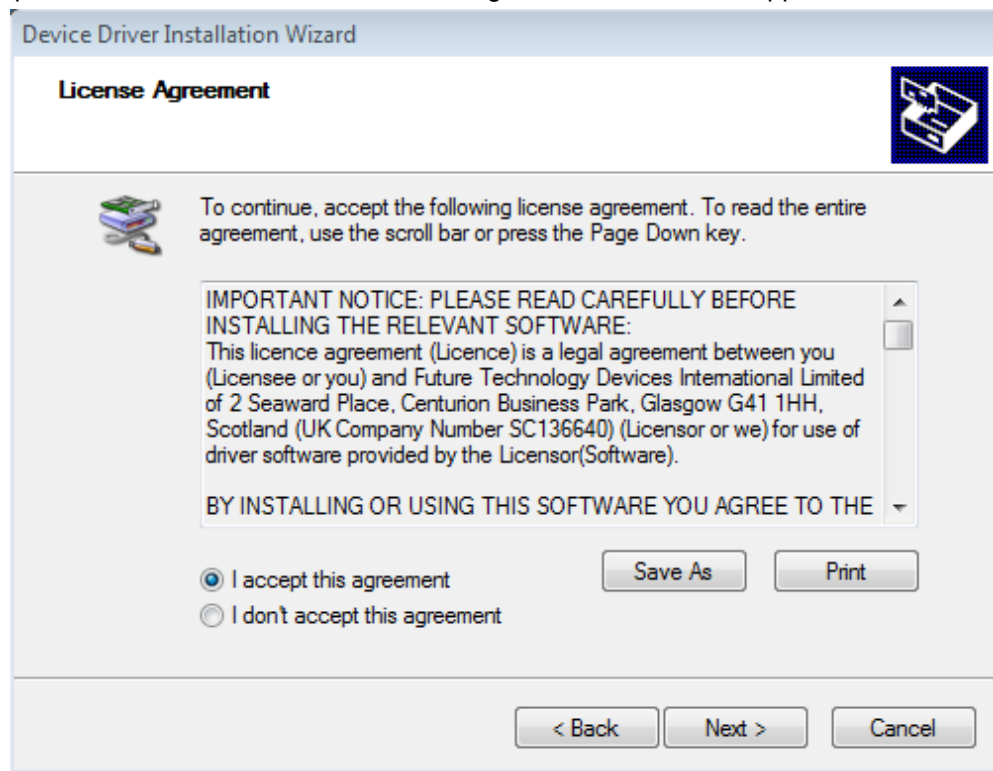 Device Driver Installation Wizard
License Agreement
To continue, accept the following license agreement. To read the entire
agreement, use the scroll bar or press the Page Down key.
IMPORTANT NOTICE: PLEASE READ CAREFULLY BEFORE
INSTALLING THE RELEVANT SOFTWARE:
This licence agreement (Licence) is a legal agreement between you
(Licensee or you) and Future Technology Devices International Limited
of 2 Seaward Place, Centurion Business Park, Glasgow G41 1HH,
Scotland (UK Company Number SC136640) (Licensor or we) for use of
driver software provided by the Licensor(Software).
BY INSTALLING OR USING THIS SOFTWARE YOU AGREE TO THE
I accept this agreement
Save As
Print
I don't accept this agreement
< Back
Next >
Cancel